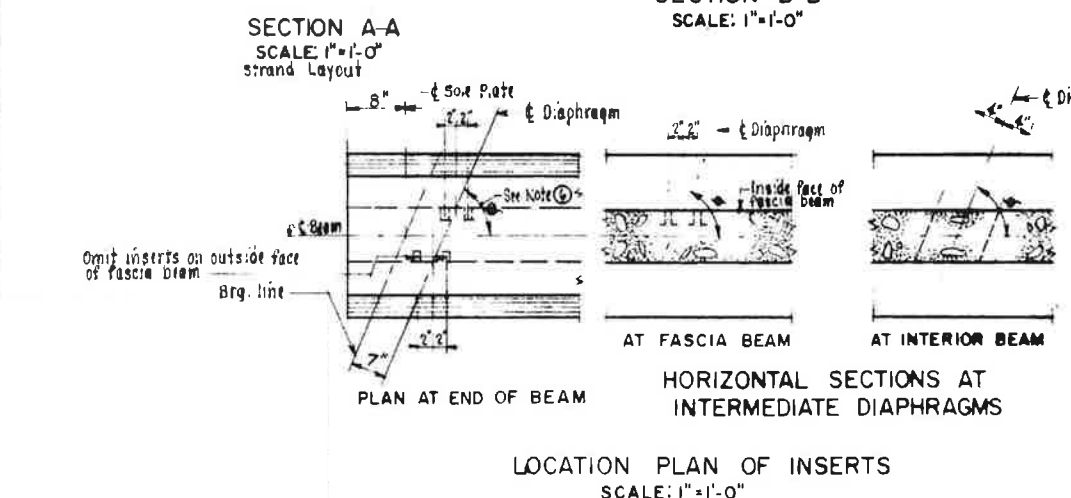 SECTION A-A
SCALE: 1"=1'-0"
Strand Layout
SCALE: 1"=1'-0"
8"
℄ Sole Plate
2" 2"
℄ Diaphragm
See Note ⑥
℄ Beam
Omit inserts on outside face
of fascia beam
Brg. line
7"
2" 2"
PLAN AT END OF BEAM
2" 2"
℄ Diaphragm
Inside face of
fascia beam
AT FASCIA BEAM
4"
4"
℄
AT INTERIOR BEAM
HORIZONTAL SECTIONS AT
INTERMEDIATE DIAPHRAGMS
LOCATION PLAN OF INSERTS
SCALE: 1"=1'-0"